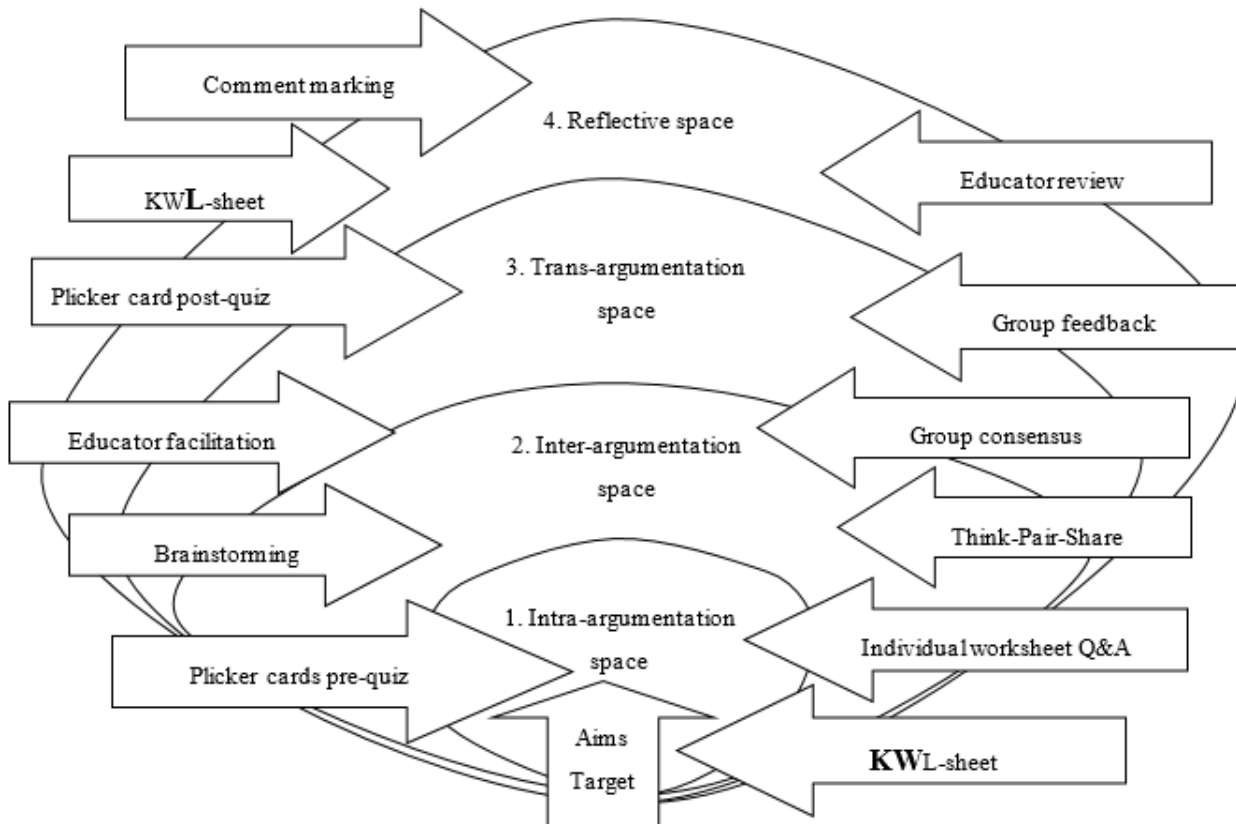 Comment marking
4. Reflective space
Educator review
KWL-sheet
3. Trans-argumentation
space
Plicker card post-quiz
Group feedback
Educator facilitation
Group consensus
2. Inter-argumentation
space
Brainstorming
Think-Pair-Share
1. Intra-argumentation
space
Individual worksheet Q&A
Plicker cards pre-quiz
Aims
Target
KWL-sheet